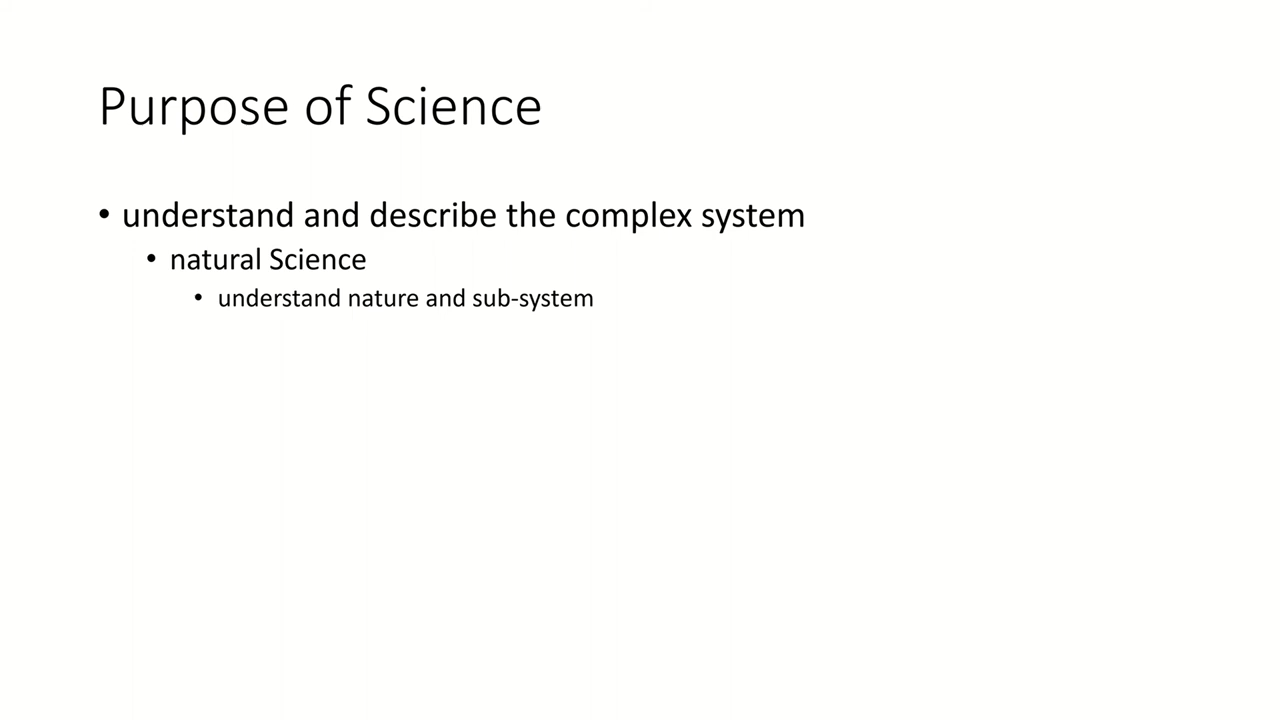 Purpose of Science
• understand and describe the complex system
• natural Science
• understand nature and sub-system